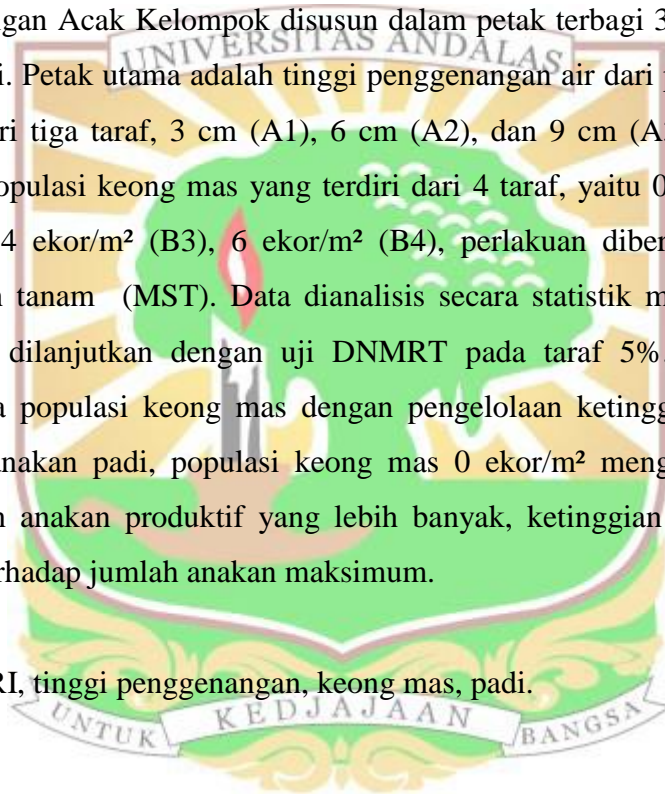 ngan Acak Kelompok disusun dalam petak terbagi 3
i. Petak utama adalah tinggi penggenangan air dari
ri tiga taraf, 3 cm (A1), 6 cm (A2), dan 9 cm
opulasi keong mas yang terdiri dari 4 taraf, yaitu 0
4 ekor/m² (B3), 6 ekor/m² (B4), perlakuan diber
tanam (MST). Data dianalisis secara statistik m
dilanjutkan dengan uji DNMRT pada taraf 5%.
a populasi keong mas dengan pengelolaan ketingg
anakan padi, populasi keong mas 0 ekor/m² meng
anakan produktif yang lebih banyak, ketinggian
rhadap jumlah anakan maksimum.
RI, tinggi penggenangan, keong mas, padi.
UNIVERSITAS ANDALAS
UNTUK KEDJAJAAN BANGSA